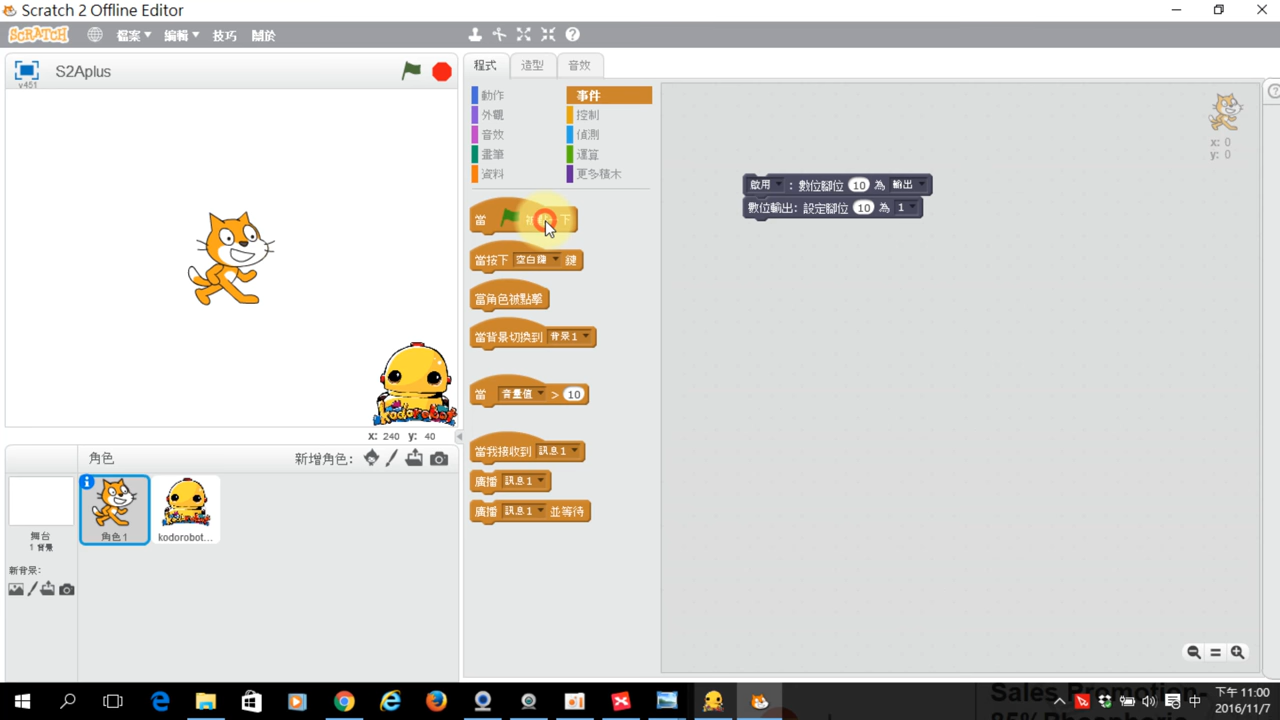 Scratch 2 Offline Editor
SCRATCH 檔案 編輯 技巧 關於
v451 S2Aplus
程式 造型 音效
動作 事件
外觀 控制
音效 偵測
畫筆 運算
資料 更多積木
當 下
當按下 空白鍵 鍵
當角色被點擊
當背景切換到 背景1
當 音量值 > 10
當我接收到 訊息1
廣播 訊息1
廣播 訊息1 並等待
啟用 : 數位腳位 10 為 輸出
數位輸出: 設定腳位 10 為 1
x: 0
y: 0
kodorobot
x: 240 y: 40
角色 新增角色:
舞台
1 背景
新背景:
角色1
kodorobot...
中
下午 11:00
2016/11/7
Sales Promotion-